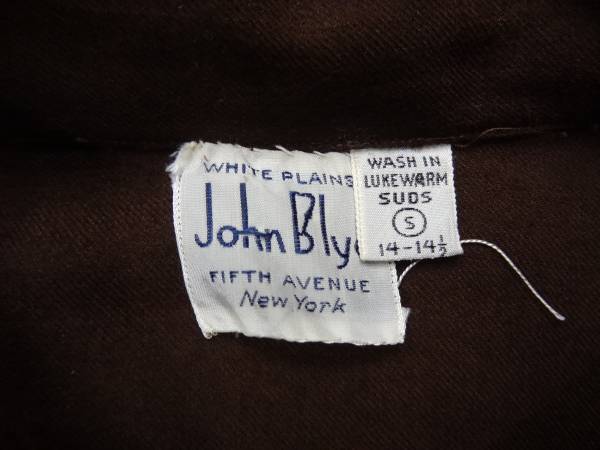 WHITE PLAINS
John Bly
FIFTH AVENUE
New York
WASH IN
LUKEWARM
SUDS
S
14-14½